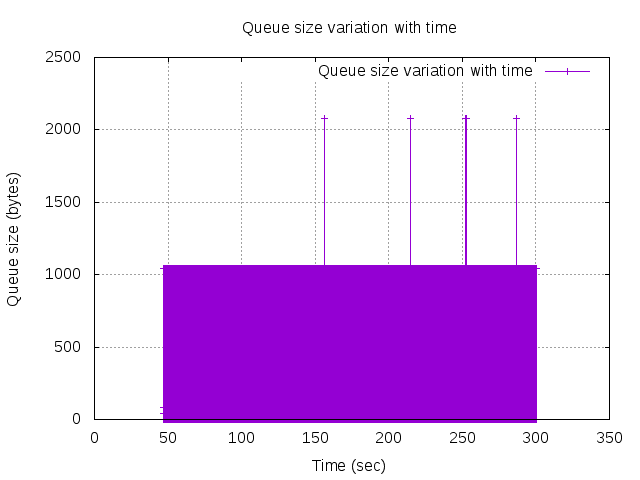 Queue size variation with time
2500
Queue size variation with time
2000
1500
Queue size (bytes)
1000
500
0
0 50 100 150 200 250 300 350
Time (sec)